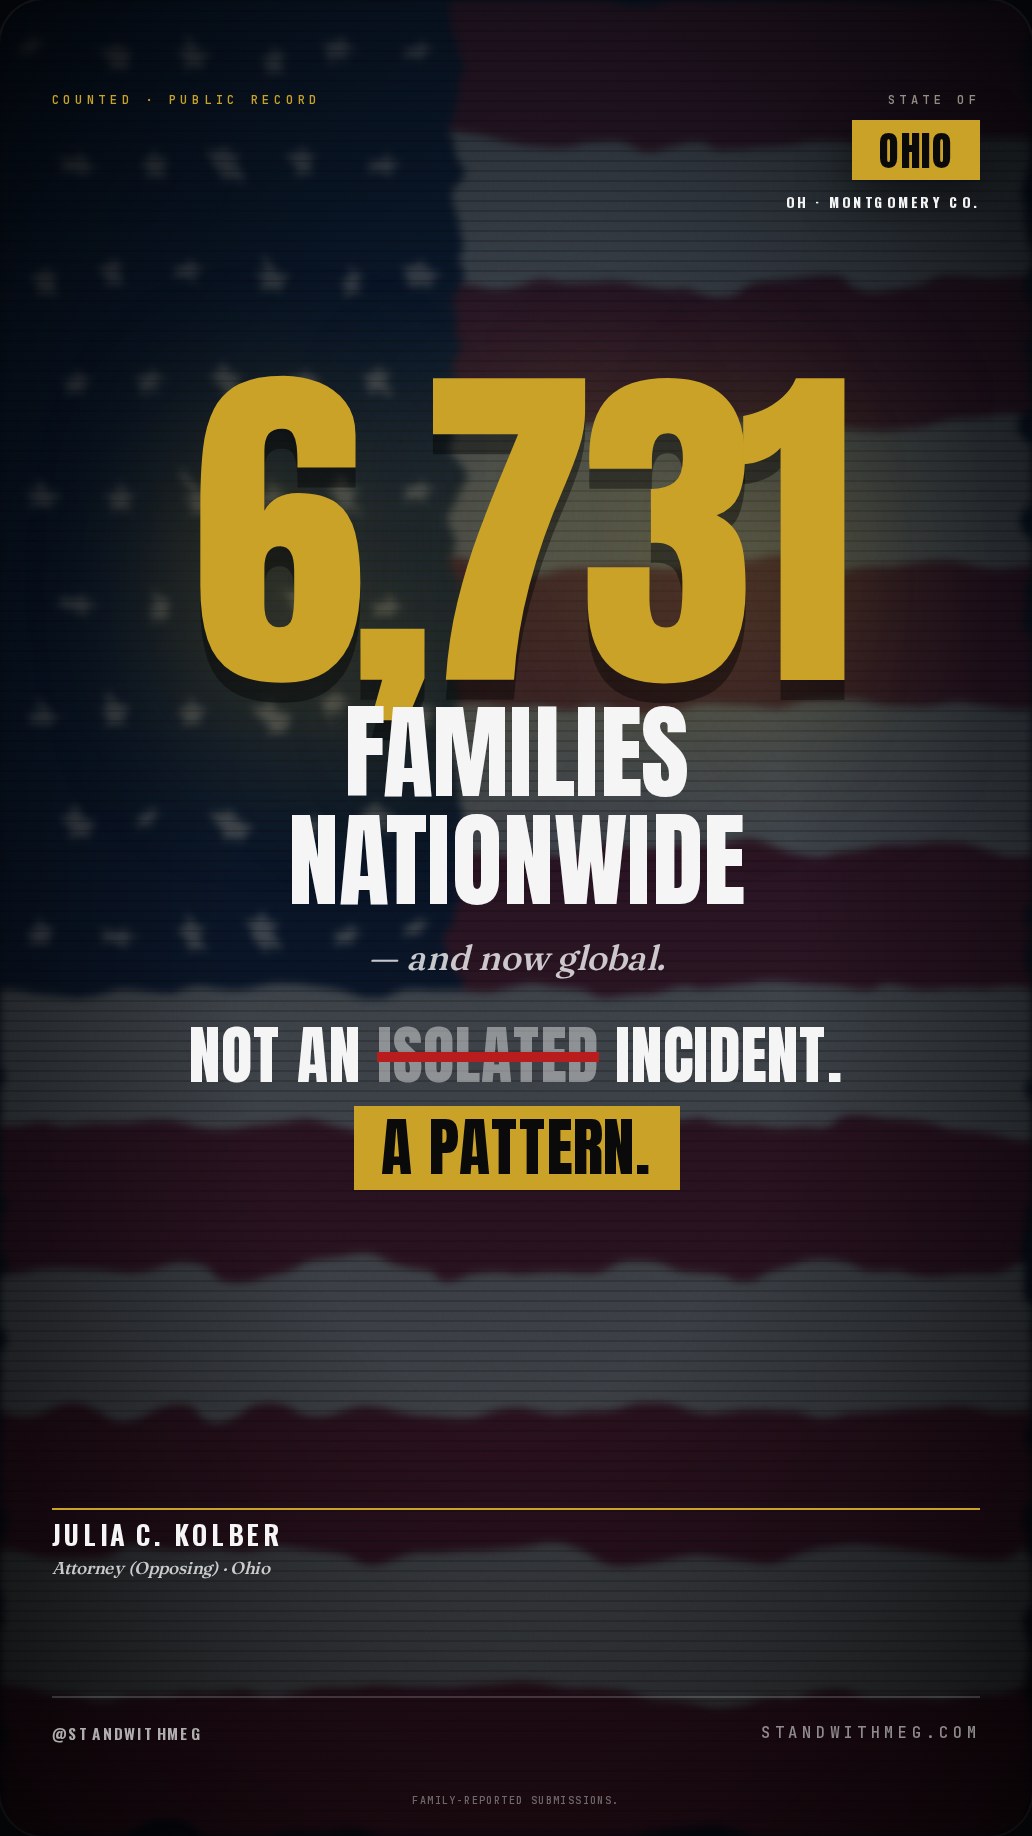 COUNTED · PUBLIC RECORD
STATE OF
OHIO
OH · MONTGOMERY CO.
6,731
FAMILIES
NATIONWIDE
— and now global.
NOT AN ISOLATED INCIDENT.
A PATTERN.
JULIA C. KOLBER
Attorney (Opposing) · Ohio
@STANDWITHMEG
STANDWITHMEG.COM
FAMILY-REPORTED SUBMISSIONS.